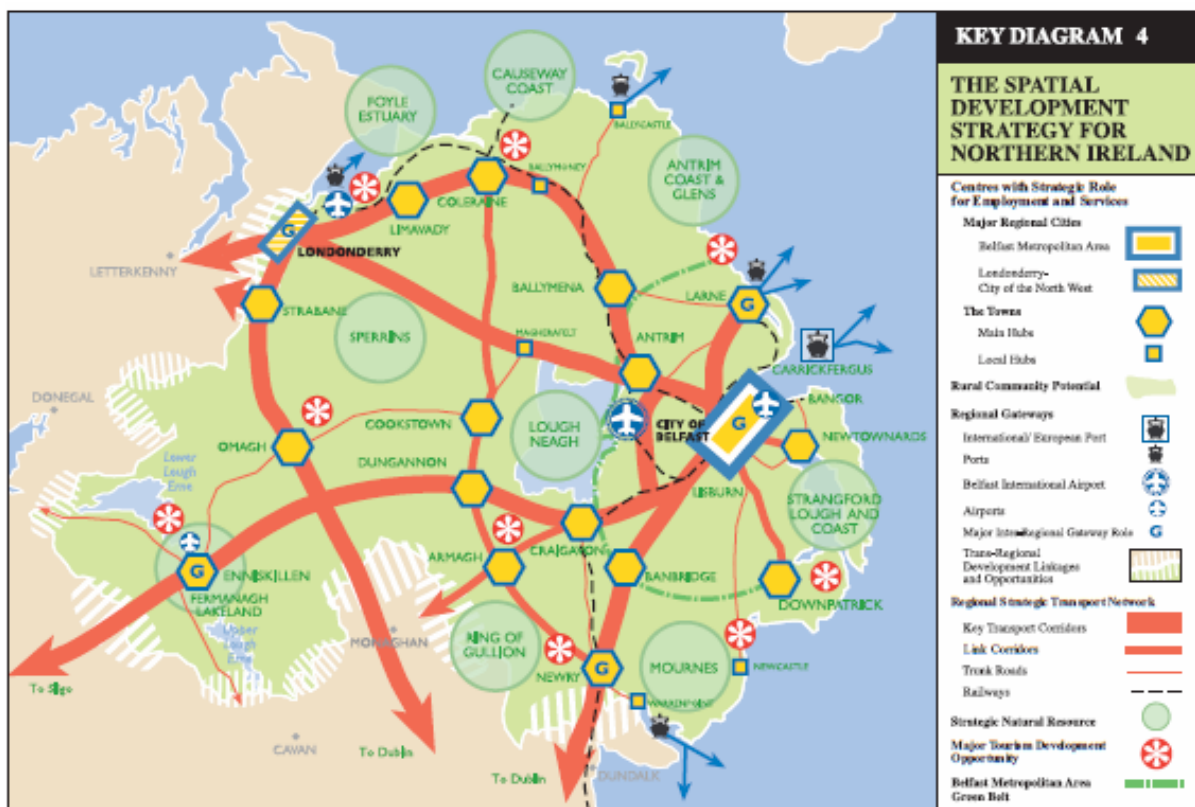 KEY DIAGRAM 4
THE SPATIAL
DEVELOPMENT
STRATEGY FOR
NORTHERN IRELAND
Centres with Strategic Role
for Employment and Services
Major Regional Cities
Belfast Metropolitan Area
Londonderry-
City of the North West
The Towns
Main Hubs
Local Hubs
Rural Community Potential
Regional Gateways
International/ European Port
Ports
Belfast International Airport
Airports
Major Inter-Regional Gateway Role
G
Trans-Regional
Development Linkages
and Opportunities
Regional Strategic Transport Network
Key Transport Corridors
Link Corridors
Trunk Roads
Railways
Strategic Natural Resource
Major Tourism Development
Opportunity
Belfast Metropolitan Area
Green Belt
CAUSEWAY
COAST
FOYLE
ESTUARY
BALLYCASTLE
BALLYMONEY
ANTRIM
COAST &
GLENS
COLERAINE
LIMAVADY
G
LONDONDERRY
LETTERKENNY
STRABANE
BALLYMENA
LARNE
G
SPERRINS
MAGHERAFELT
ANTRIM
CARRICKFERGUS
DONEGAL
BANGOR
COOKSTOWN
LOUGH
NEAGH
CITY OF
BELFAST
G
NEWTOWNARDS
OMAGH
Lower
Lough
Erne
DUNGANNON
LISBURN
STRANGFORD
LOUGH AND
COAST
ARMAGH
CRAIGAVON
BANBRIDGE
G
ENNISKILLEN
FERMANAGH
LAKELAND
DOWNPATRICK
Upper
Lough
Erne
MONAGHAN
RING OF
GULLION
NEWRY
G
MOURNES
NEWCASTLE
WARRENPOINT
To Sligo
CAVAN
To Dublin
To Dublin
DUNDALK